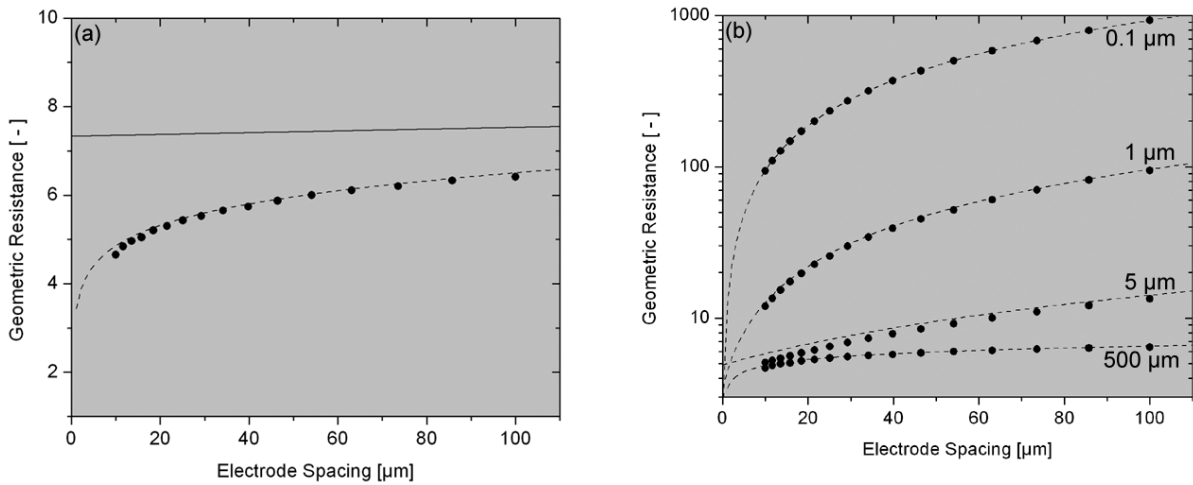 (a)
10
8
6
4
2
Geometric Resistance [ - ]
0 20 40 60 80 100
Electrode Spacing [µm]
(b)
1000
100
10
Geometric Resistance [ - ]
0.1 µm
1 µm
5 µm
500 µm
0 20 40 60 80 100
Electrode Spacing [µm]